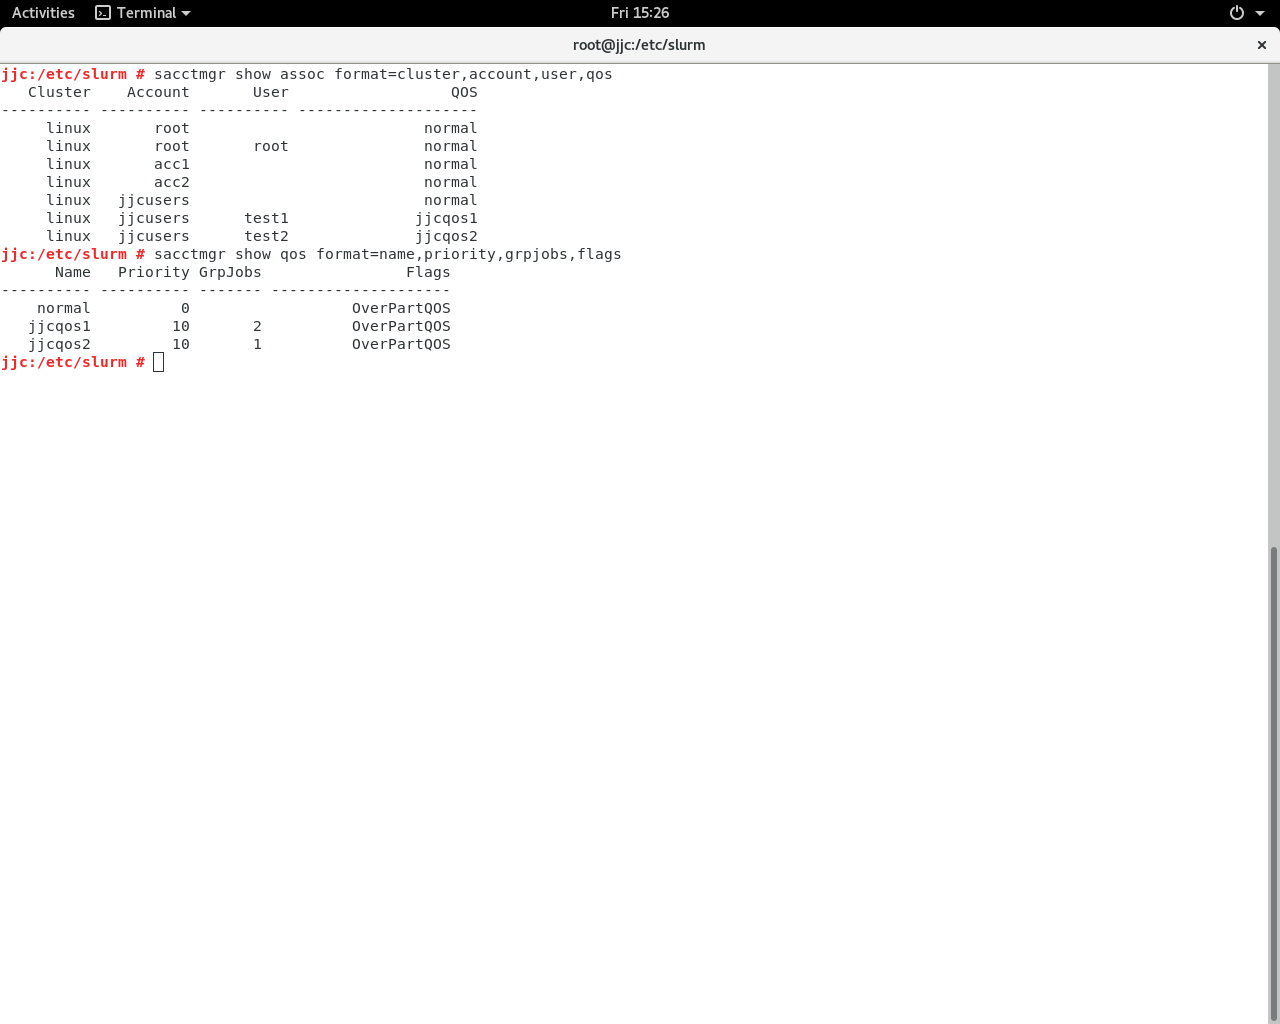 Activities Terminal Fri 15:26
root@jjc:/etc/slurm ×
jjc:/etc/slurm # sacctmgr show assoc format=cluster,account,user,qos
   Cluster    Account       User                  QOS
---------- ---------- ---------- --------------------
     linux       root                          normal
     linux       root       root               normal
     linux       acc1                          normal
     linux       acc2                          normal
     linux   jjcusers                          normal
     linux   jjcusers      test1              jjcqos1
     linux   jjcusers      test2              jjcqos2
jjc:/etc/slurm # sacctmgr show qos format=name,priority,grpjobs,flags
      Name   Priority GrpJobs                Flags
---------- ---------- ------- --------------------
    normal          0                  OverPartQOS
   jjcqos1         10       2          OverPartQOS
   jjcqos2         10       1          OverPartQOS
jjc:/etc/slurm #